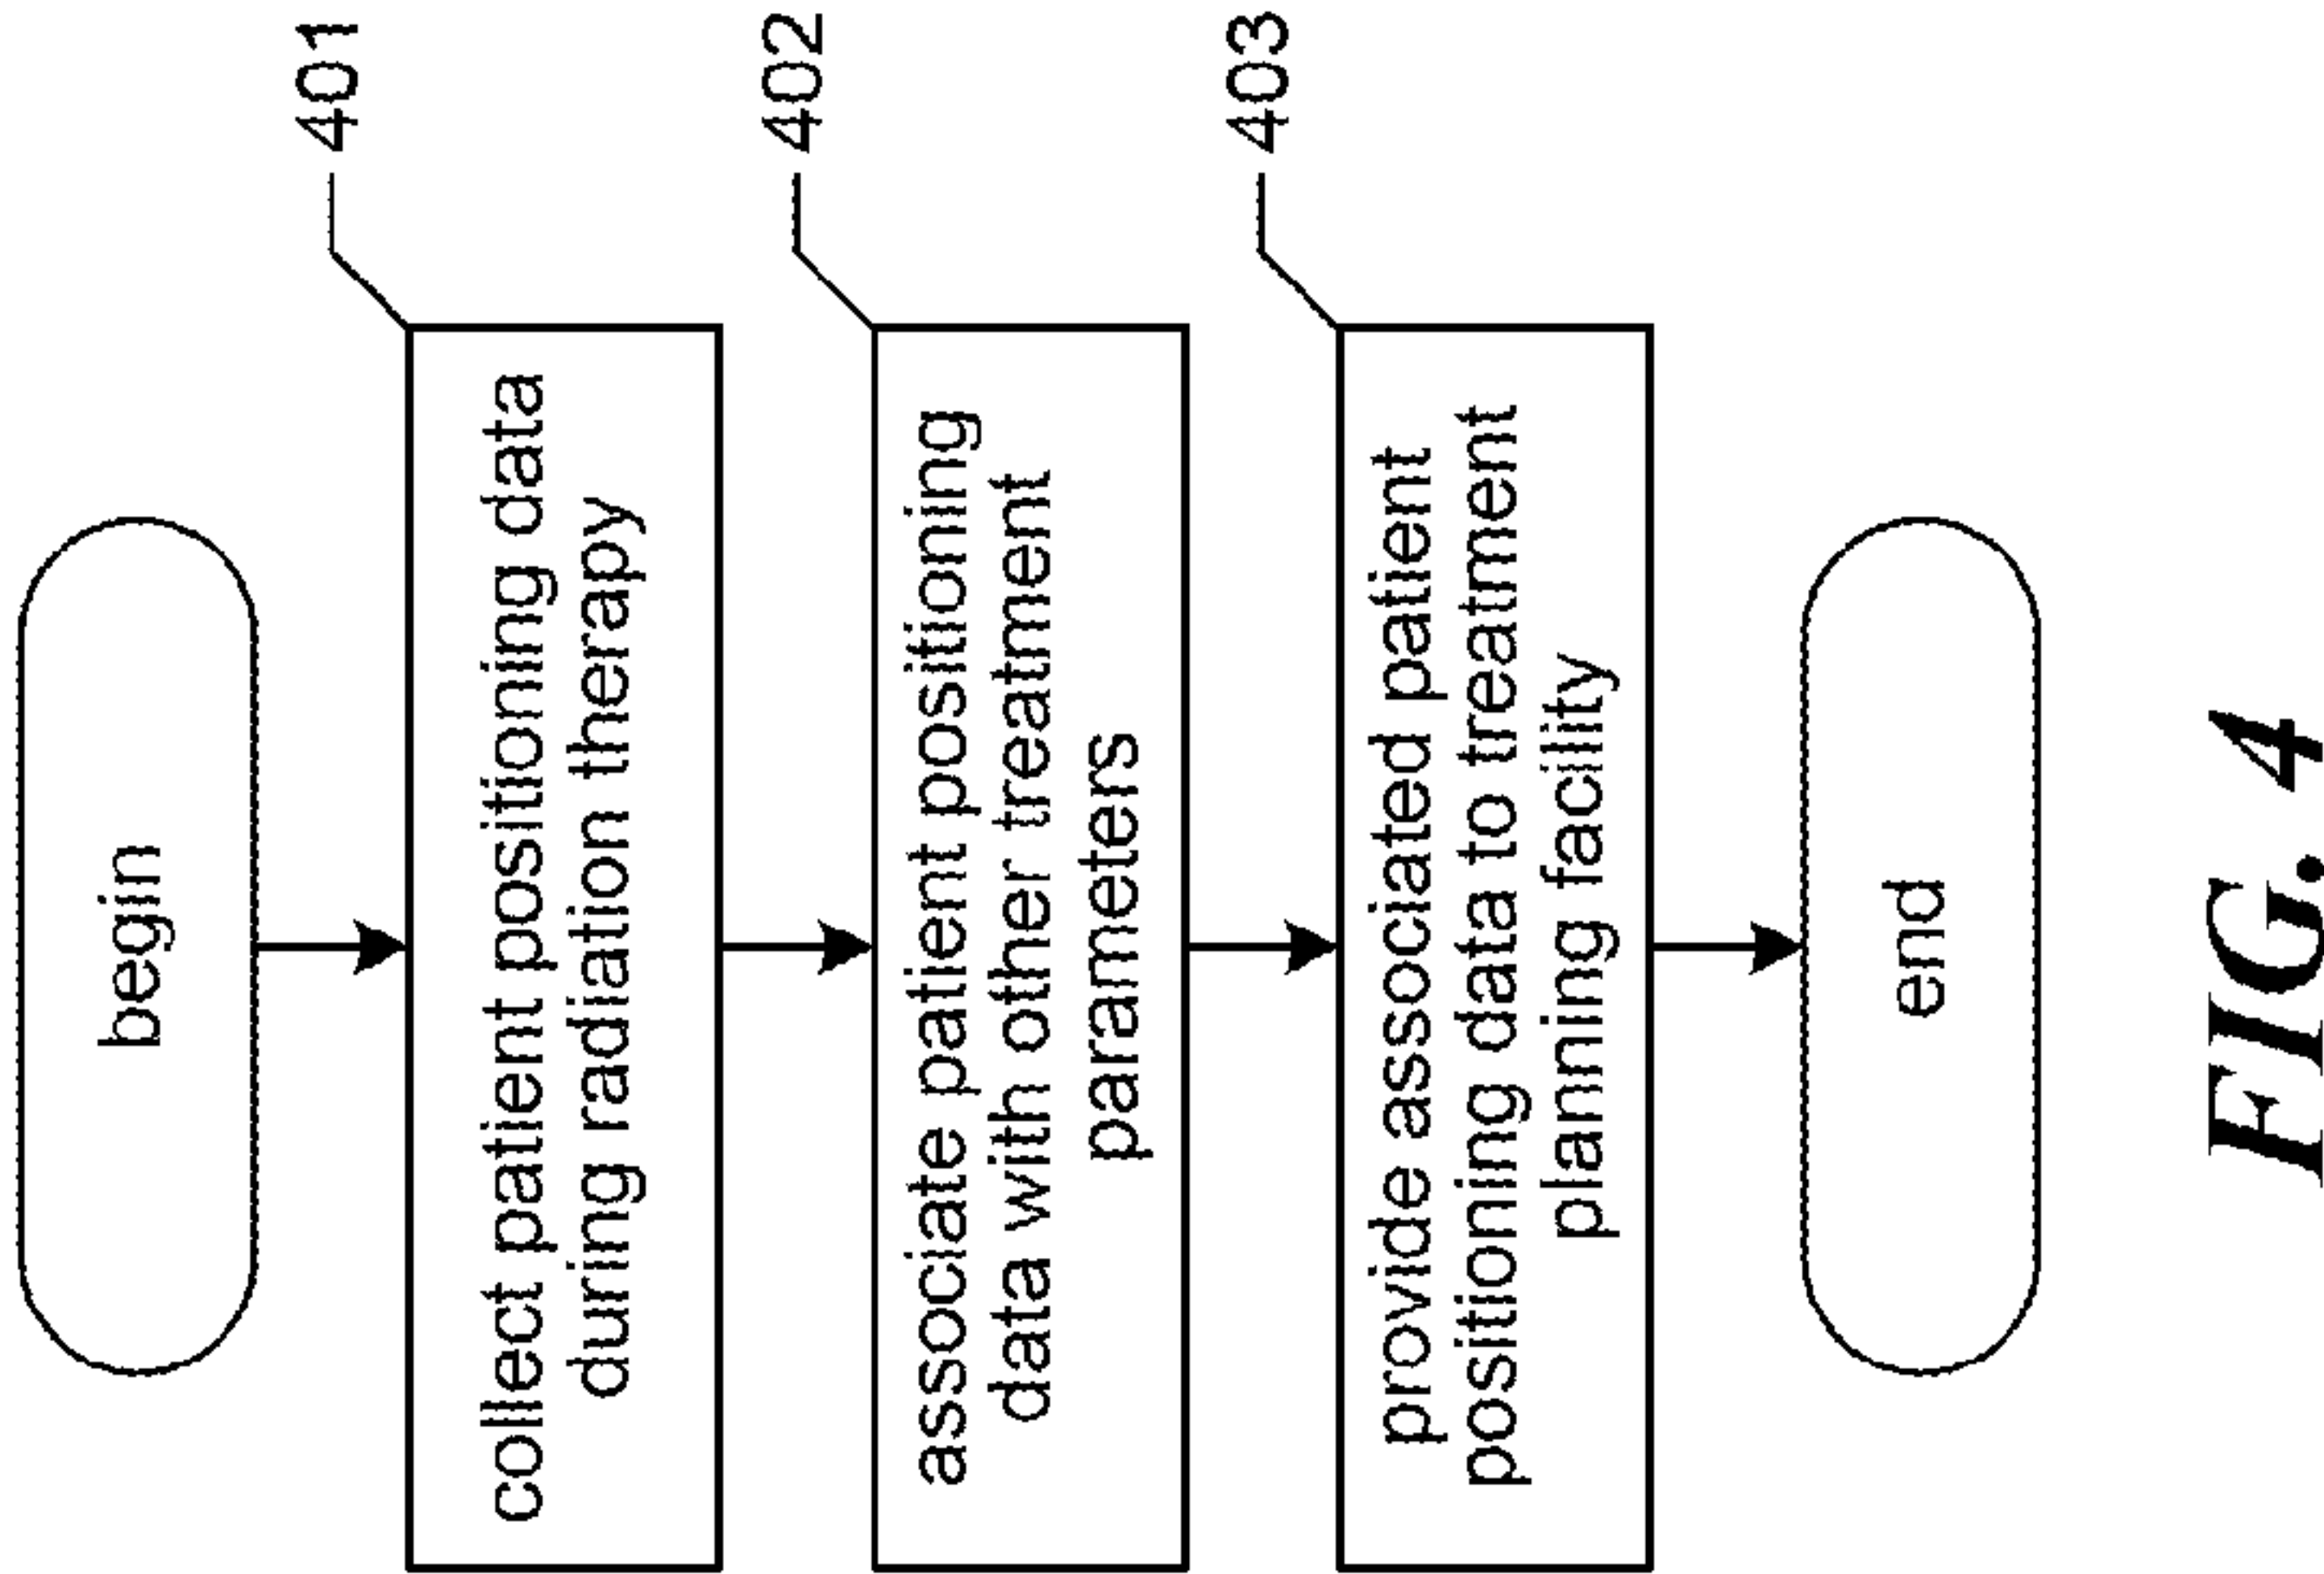 begin
401
collect patient positioning data
during radiation therapy
402
associate patient positioning
data with other treatment
parameters
403
provide associated patient
positioning data to treatment
planning facility
end
FIG. 4